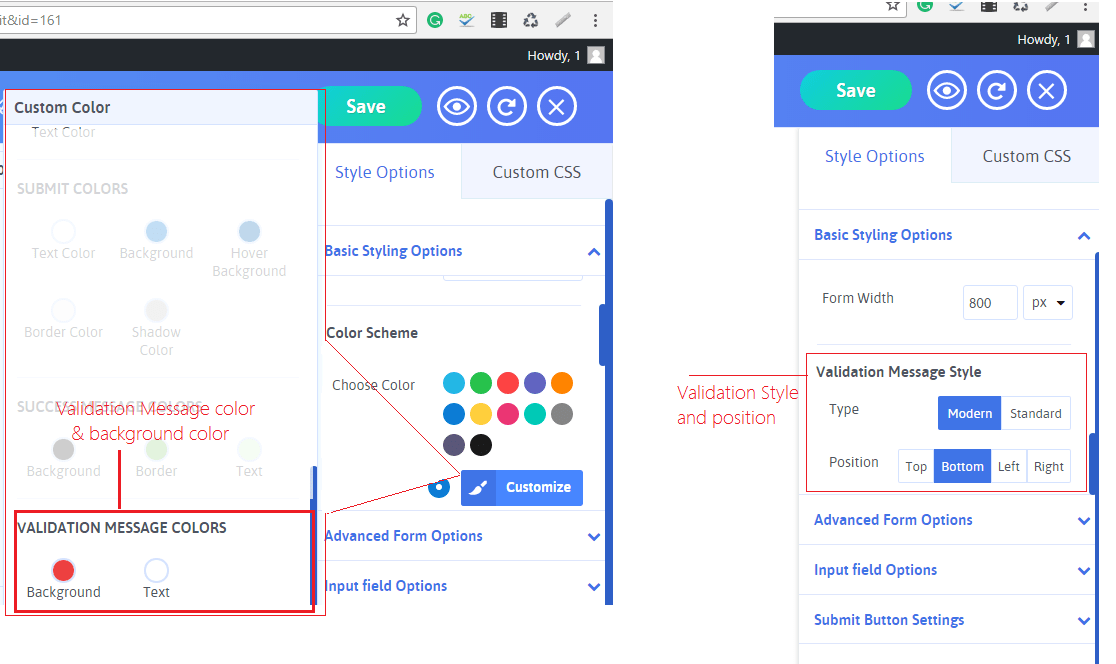 it&id=161
ABC
Howdy, 1
Custom Color
Save
Text Color
SUBMIT COLORS
Text Color
Background
Hover
Background
Border Color
Shadow
Color
SUCCESS MESSAGE COLORS
Validation Message color
& background color
Background
Border
Text
VALIDATION MESSAGE COLORS
Background
Text
Style Options
Custom CSS
Basic Styling Options
Color Scheme
Choose Color
Customize
Advanced Form Options
Input field Options
Howdy, 1
Save
Style Options
Custom CSS
Basic Styling Options
Form Width
800
px
Validation Style
and position
Validation Message Style
Type
Modern
Standard
Position
Top
Bottom
Left
Right
Advanced Form Options
Input field Options
Submit Button Settings